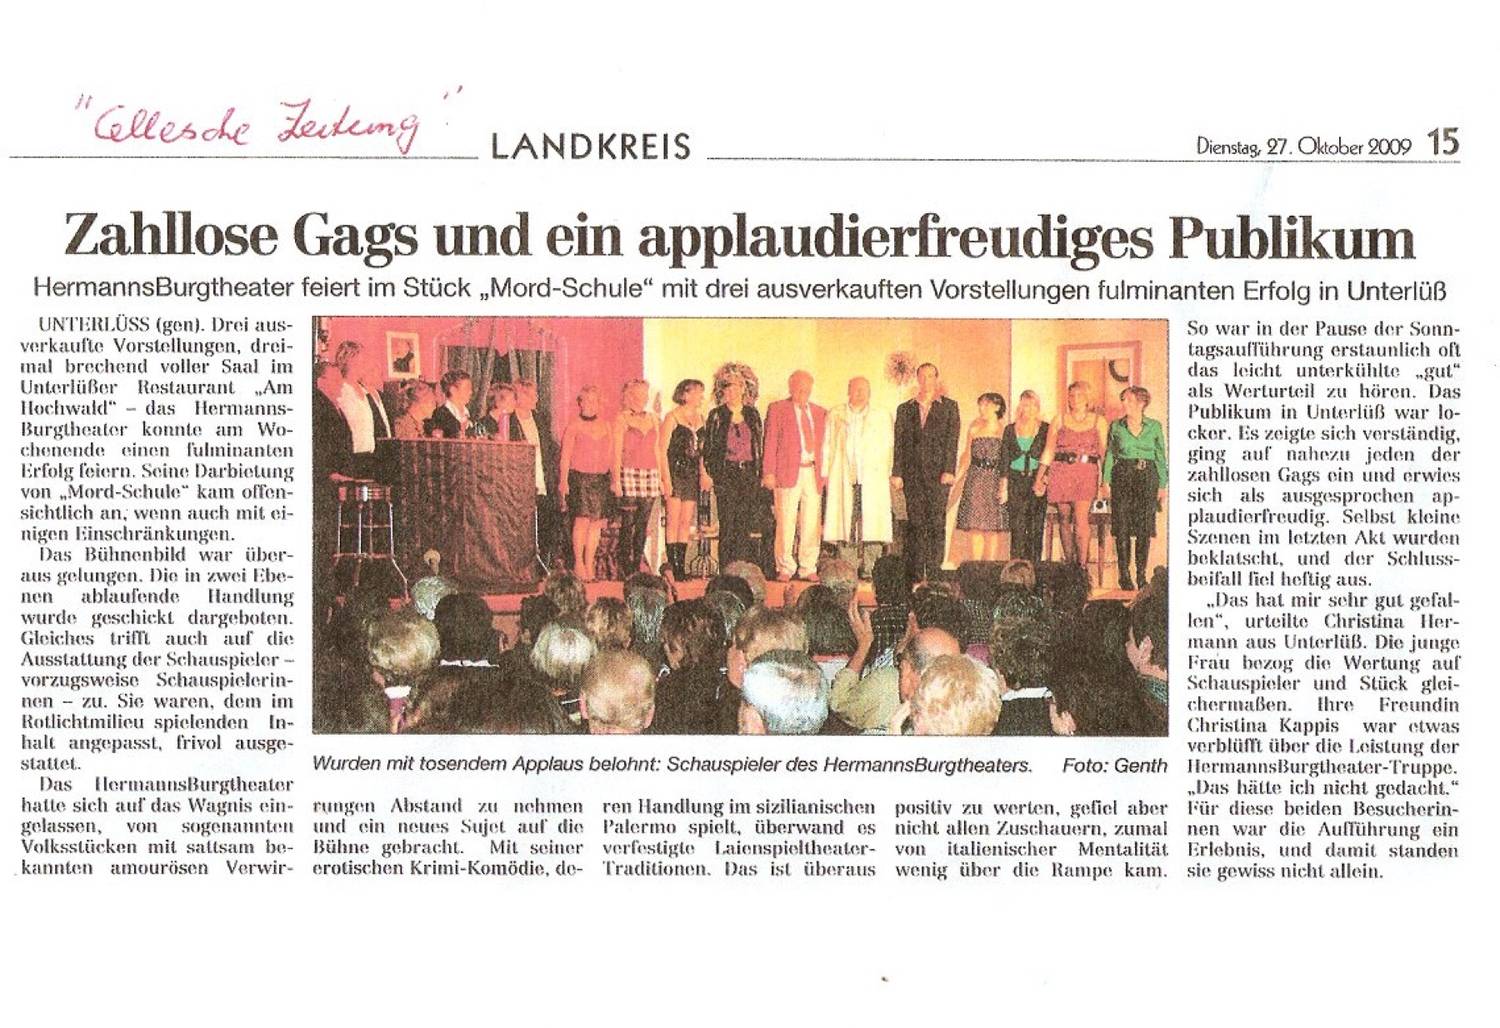 "Cellesche Zeitung"
LANDKREIS
Dienstag, 27. Oktober 2009 15
Zahllose Gags und ein applaudierfreudiges Publikum
HermannsBurgtheater feiert im Stück „Mord-Schule“ mit drei ausverkauften Vorstellungen fulminanten Erfolg in Unterlüß
UNTERLÜSS (gen). Drei aus-
verkaufte Vorstellungen, drei-
mal brechend voller Saal im
Unterlüßer Restaurant „Am
Hochwald“ – das Hermanns-
Burgtheater konnte am Wo-
chenende einen fulminanten
Erfolg feiern. Seine Darbietung
von „Mord-Schule“ kam offen-
sichtlich an, wenn auch mit ei-
nigen Einschränkungen.
Das Bühnenbild war über-
aus gelungen. Die in zwei Ebe-
nen ablaufende Handlung
wurde geschickt dargeboten.
Gleiches trifft auch auf die
Ausstattung der Schauspieler –
vorzugsweise Schauspielerin-
nen – zu. Sie waren, dem im
Rotlichtmilieu spielenden In-
halt angepasst, frivol ausge-
stattet.
Das HermannsBurgtheater
hatte sich auf das Wagnis ein-
gelassen, von sogenannten
Volksstücken mit sattsam be-
kannten amourösen Verwir-
Wurden mit tosendem Applaus belohnt: Schauspieler des HermannsBurgtheaters. Foto: Genth
rungen Abstand zu nehmen
und ein neues Sujet auf die
Bühne gebracht. Mit seiner
erotischen Krimi-Komödie, de-
ren Handlung im sizilianischen
Palermo spielt, überwand es
verfestigte Laienspieltheater-
Traditionen. Das ist überaus
positiv zu werten, gefiel aber
nicht allen Zuschauern, zumal
von italienischer Mentalität
wenig über die Rampe kam.
So war in der Pause der Sonn-
tagsaufführung erstaunlich oft
das leicht unterkühlte „gut“
als Werturteil zu hören. Das
Publikum in Unterlüß war lo-
cker. Es zeigte sich verständig,
ging auf nahezu jeden der
zahllosen Gags ein und erwies
sich als ausgesprochen ap-
plaudierfreudig. Selbst kleine
Szenen im letzten Akt wurden
beklatscht, und der Schluss-
beifall fiel heftig aus.
„Das hat mir sehr gut gefal-
len“, urteilte Christina Her-
mann aus Unterlüß. Die junge
Frau bezog die Wertung auf
Schauspieler und Stück glei-
chermaßen. Ihre Freundin
Christina Kappis war etwas
verblüfft über die Leistung der
HermannsBurgtheater-Truppe.
„Das hätte ich nicht gedacht.“
Für diese beiden Besucherin-
nen war die Aufführung ein
Erlebnis, und damit standen
sie gewiss nicht allein.